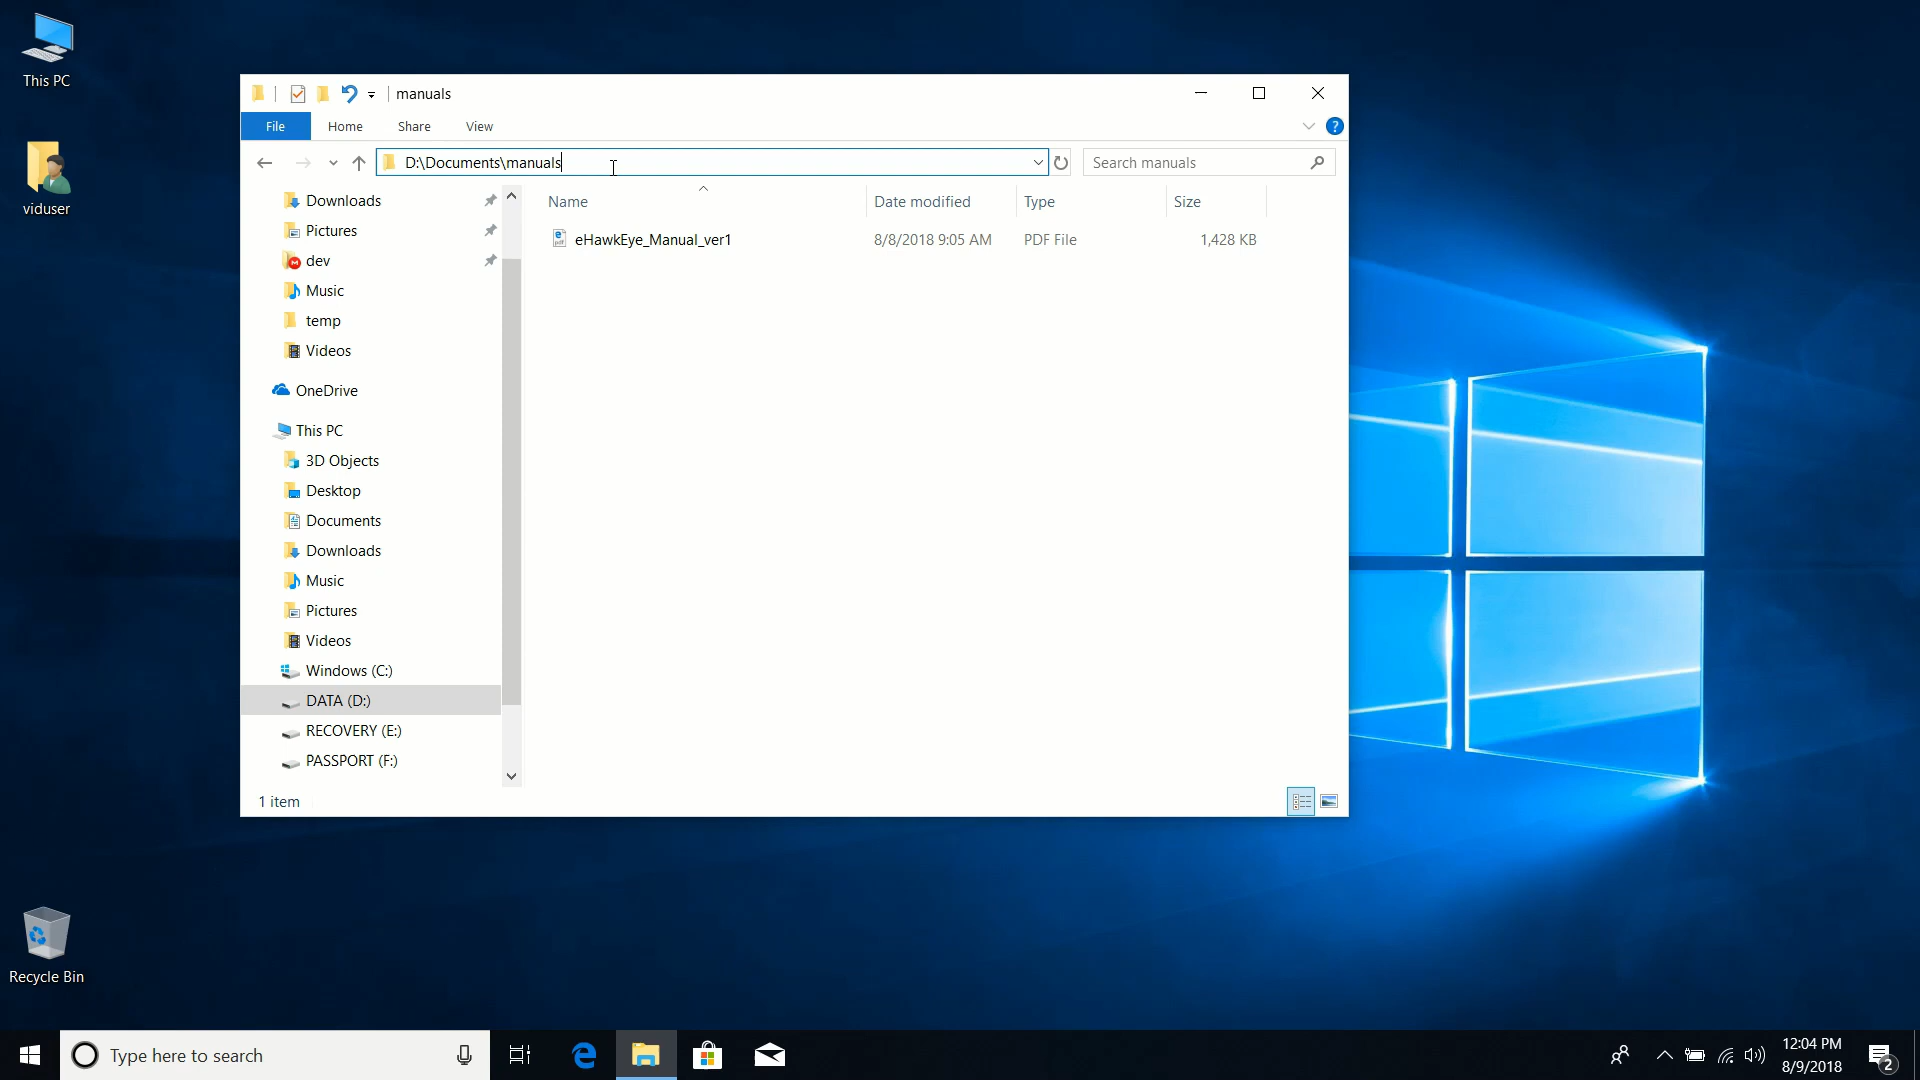 This PC
viduser
Recycle Bin
manuals
File
Home
Share
View
?
D:\Documents\manuals
Search manuals
Downloads
Pictures
dev
Music
temp
Videos
OneDrive
This PC
3D Objects
Desktop
Documents
Downloads
Music
Pictures
Videos
Windows (C:)
DATA (D:)
RECOVERY (E:)
PASSPORT (F:)
Name
Date modified
Type
Size
eHawkEye_Manual_ver1
8/8/2018 9:05 AM
PDF File
1,428 KB
1 item
Type here to search
12:04 PM
8/9/2018
2